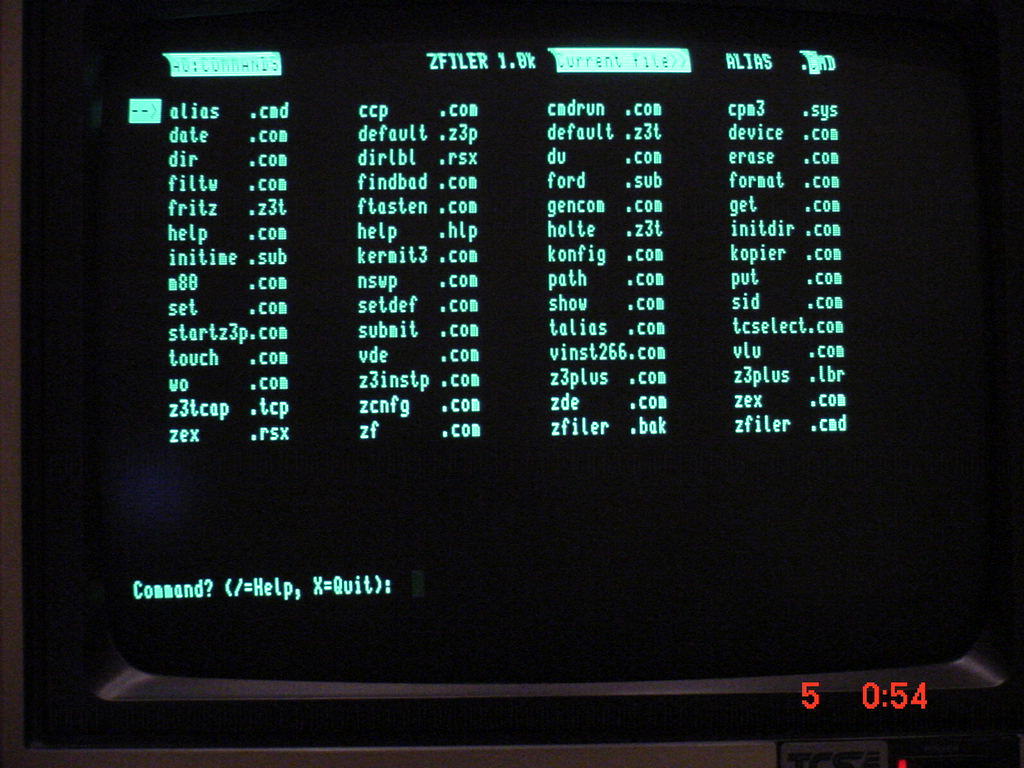 A0:COMMANDS ZFILER 1.0k Current file>> ALIAS .CMD
--> alias .cmd ccp .com cmdrun .com cpm3 .sys
date .com default .z3p default .z3t device .com
dir .com dirlbl .rsx du .com erase .com
filtw .com findbad .com ford .sub format .com
fritz .z3t ftasten .com gencom .com get .com
help .com help .hlp holte .z3t initdir .com
initime .sub kermit3 .com konfig .com kopier .com
m80 .com nswp .com path .com put .com
set .com setdef .com show .com sid .com
startz3p.com submit .com talias .com tcselect.com
touch .com vde .com vinst266.com vlu .com
wo .com z3instp .com z3plus .com z3plus .lbr
z3tcap .tcp zcnfg .com zde .com zex .com
zex .rsx zf .com zfiler .bak zfiler .cmd
Command? (/=Help, X=Quit):
5 0:54